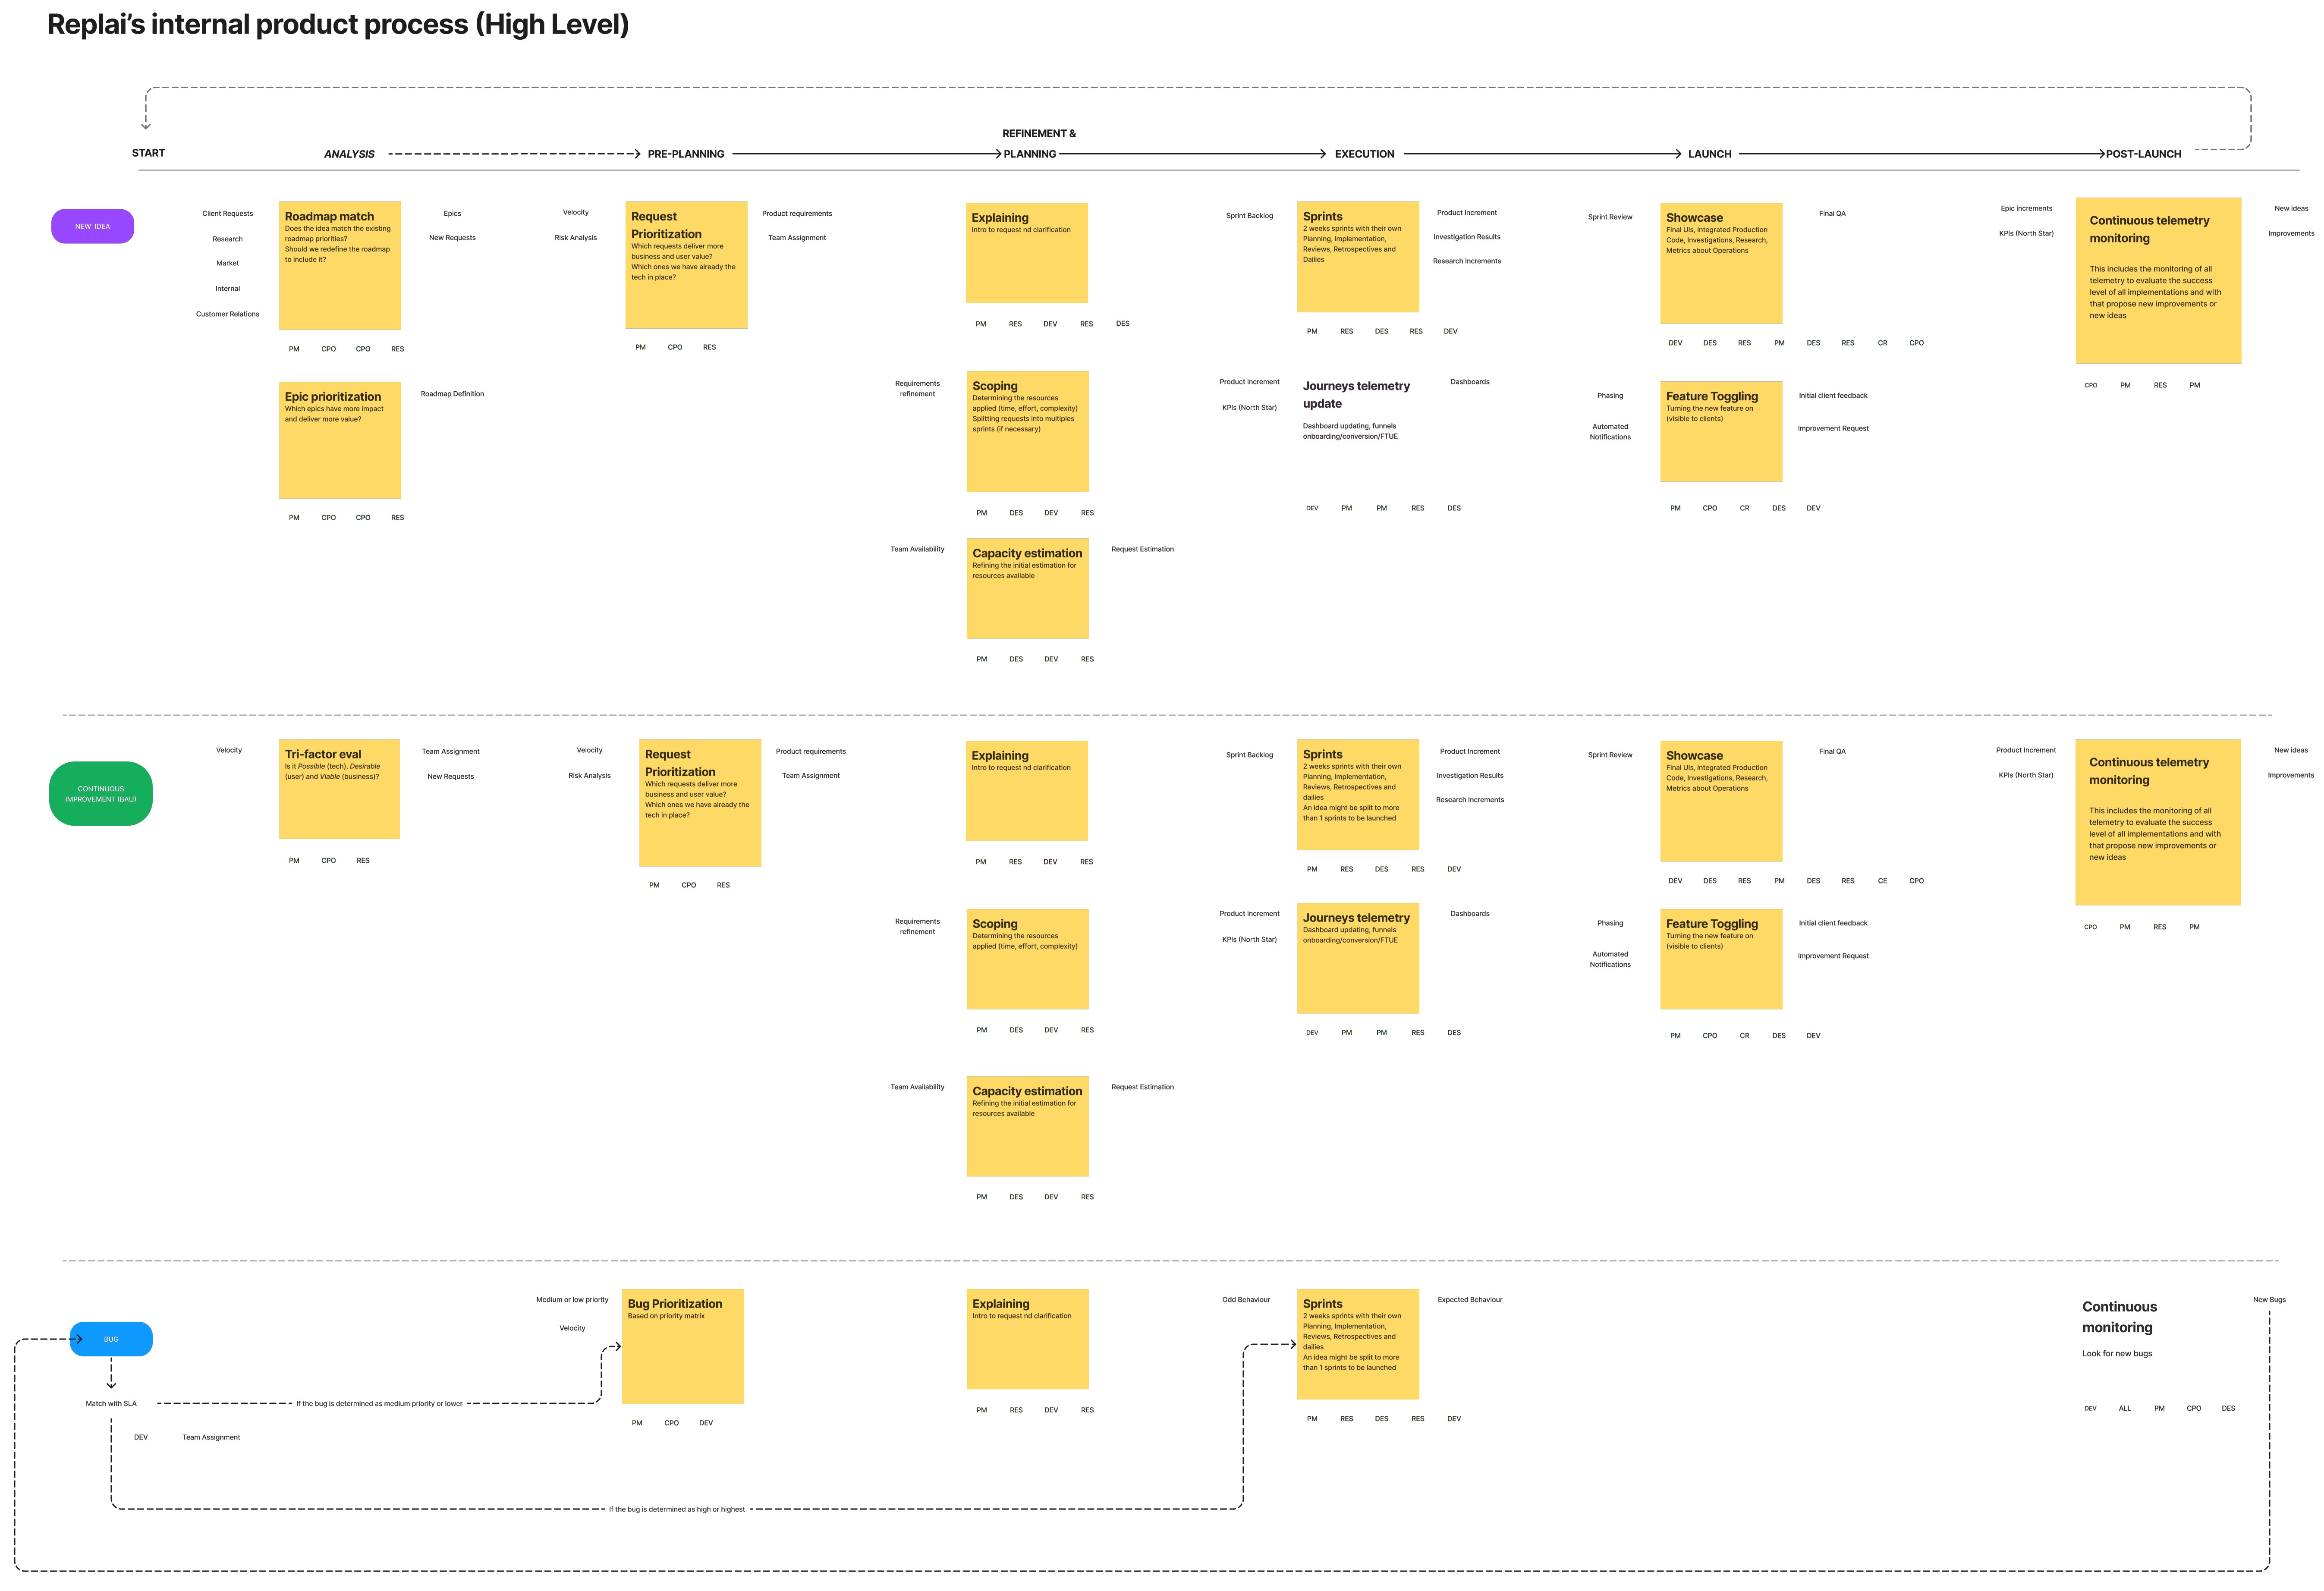 Replai's internal product process (High Level)
START
ANALYSIS
PRE-PLANNING
REFINEMENT &
PLANNING
EXECUTION
LAUNCH
POST-LAUNCH
NEW IDEA
Client Requests
Research
Market
Internal
Customer Relations
Roadmap match
Does the idea match the existing
roadmap priorities?
Should we redefine the roadmap
to include it?
PM CPO CPO RES
Epics
New Requests
Epic prioritization
Which epics have more impact
and deliver more value?
PM CPO CPO RES
Roadmap Definition
Velocity
Risk Analysis
Request
Prioritization
Which requests deliver more
business and user value?
Which ones we have already the
tech in place?
PM CPO RES
Product requirements
Team Assignment
Explaining
Intro to request nd clarification
PM RES DEV RES DES
Requirements
refinement
Scoping
Determining the resources
applied (time, effort, complexity)
Splitting requests into multiples
sprints (if necessary)
PM DES DEV RES
Team Availability
Capacity estimation
Refining the initial estimation for
resources available
PM DES DEV RES
Request Estimation
Sprint Backlog
Sprints
2 weeks sprints with their own
Planning, Implementation,
Reviews, Retrospectives and
Dailies
PM RES DES RES DEV
Product Increment
Investigation Results
Research Increments
Product Increment
KPIs (North Star)
Journeys telemetry
update
Dashboard updating, funnels
onboarding/conversion/FTUE
DEV PM PM RES DES
Dashboards
Sprint Review
Showcase
Final UIs, integrated Production
Code, Investigations, Research,
Metrics about Operations
DEV DES RES PM DES RES CR CPO
Final QA
Phasing
Automated
Notifications
Feature Toggling
Turning the new feature on
(visible to clients)
PM CPO CR DES DEV
Initial client feedback
Improvement Request
Epic increments
KPIs (North Star)
Continuous telemetry
monitoring
This includes the monitoring of all
telemetry to evaluate the success
level of all implementations and with
that propose new improvements or
new ideas
CPO PM RES PM
New ideas
Improvements
CONTINUOUS
IMPROVEMENT (BAU)
Velocity
Tri-factor eval
Is it Possible (tech), Desirable
(user) and Viable (business)?
PM CPO RES
Team Assignment
New Requests
Velocity
Risk Analysis
Request
Prioritization
Which requests deliver more
business and user value?
Which ones we have already the
tech in place?
PM CPO RES
Product requirements
Team Assignment
Explaining
Intro to request nd clarification
PM RES DEV RES
Requirements
refinement
Scoping
Determining the resources
applied (time, effort, complexity)
PM DES DEV RES
Team Availability
Capacity estimation
Refining the initial estimation for
resources available
PM DES DEV RES
Request Estimation
Sprint Backlog
Sprints
2 weeks sprints with their own
Planning, Implementation,
Reviews, Retrospectives and
dailies
An idea might be split to more
than 1 sprints to be launched
PM RES DES RES DEV
Product Increment
Investigation Results
Research Increments
Product Increment
KPIs (North Star)
Journeys telemetry
Dashboard updating, funnels
onboarding/conversion/FTUE
DEV PM PM RES DES
Dashboards
Sprint Review
Showcase
Final UIs, integrated Production
Code, Investigations, Research,
Metrics about Operations
DEV DES RES PM DES RES CE CPO
Final QA
Phasing
Automated
Notifications
Feature Toggling
Turning the new feature on
(visible to clients)
PM CPO CR DES DEV
Initial client feedback
Improvement Request
Product Increment
KPIs (North Star)
Continuous telemetry
monitoring
This includes the monitoring of all
telemetry to evaluate the success
level of all implementations and with
that propose new improvements or
new ideas
CPO PM RES PM
New ideas
Improvements
BUG
Match with SLA
DEV Team Assignment
If the bug is determined as medium priority or lower
If the bug is determined as high or highest
Medium or low priority
Velocity
Bug Prioritization
Based on priority matrix
PM CPO DEV
Explaining
Intro to request nd clarification
PM RES DEV RES
Odd Behaviour
Sprints
2 weeks sprints with their own
Planning, Implementation,
Reviews, Retrospectives and
dailies
An idea might be split to more
than 1 sprints to be launched
PM RES DES RES DEV
Expected Behaviour
Continuous
monitoring
Look for new bugs
DEV ALL PM CPO DES
New Bugs